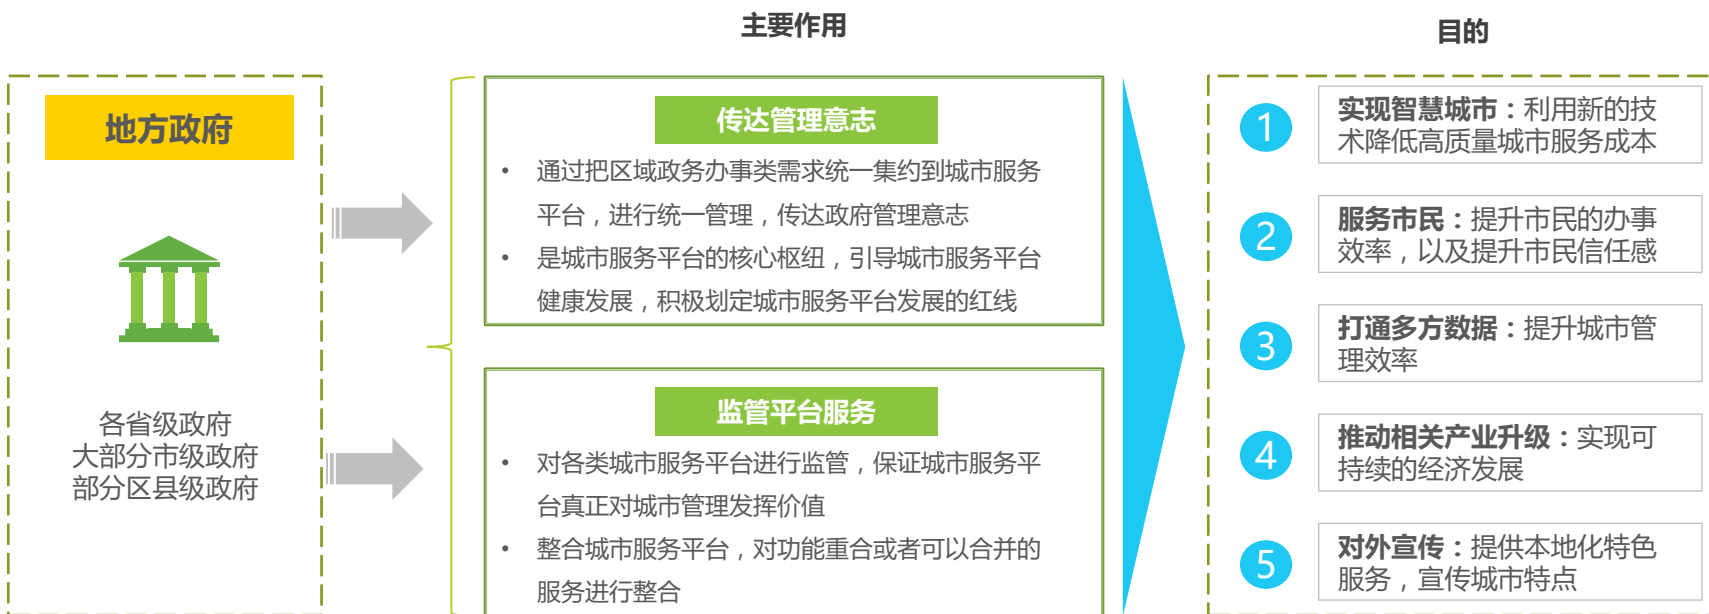 主要作用
目的
地方政府
各省级政府
大部分市级政府
部分区县级政府
传达管理意志
• 通过把区域政务办事类需求统一集约到城市服务
平台，进行统一管理，传达政府管理意志
• 是城市服务平台的核心枢纽，引导城市服务平台
健康发展，积极划定城市服务平台发展的红线
监管平台服务
• 对各类城市服务平台进行监管，保证城市服务平
台真正对城市管理发挥价值
• 整合城市服务平台，对功能重合或者可以合并的
服务进行整合
1
实现智慧城市：利用新的技
术降低高质量城市服务成本
2
服务市民：提升市民的办事
效率，以及提升市民信任感
3
打通多方数据：提升城市管
理效率
4
推动相关产业升级：实现可
持续的经济发展
5
对外宣传：提供本地化特色
服务，宣传城市特点